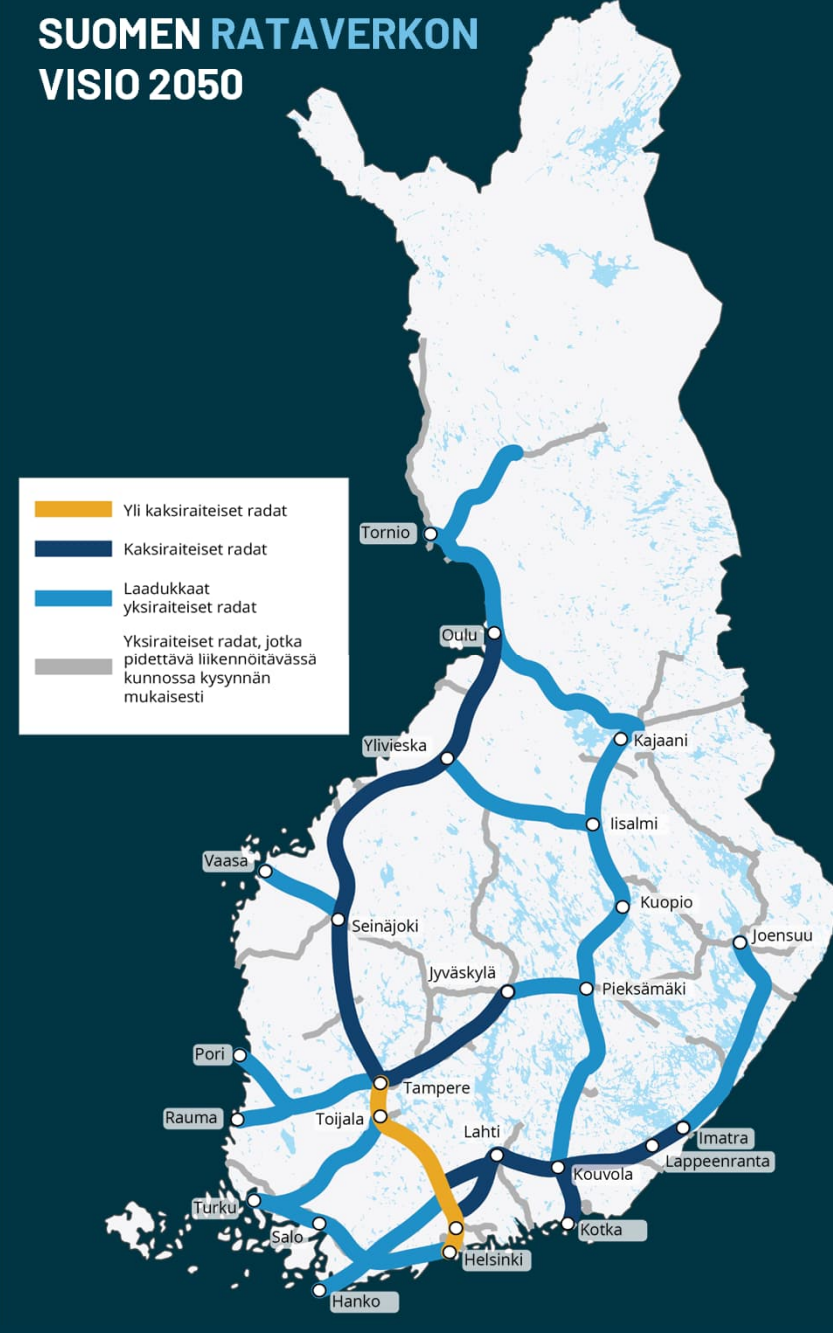 SUOMEN RATAVERKON
VISIO 2050
Yli kaksiraiteiset radat
Kaksiraiteiset radat
Laadukkaat
yksiraiteiset radat
Yksiraiteiset radat, jotka
pidettävä liikennöitävässä
kunnossa kysynnän
mukaisesti
Tornio
Oulu
Ylivieska
Kajaani
Iisalmi
Vaasa
Kuopio
Seinäjoki
Joensuu
Jyväskylä
Pieksämäki
Pori
Tampere
Rauma
Toijala
Lahti
Imatra
Lappeenranta
Kouvola
Turku
Salo
Kotka
Helsinki
Hanko